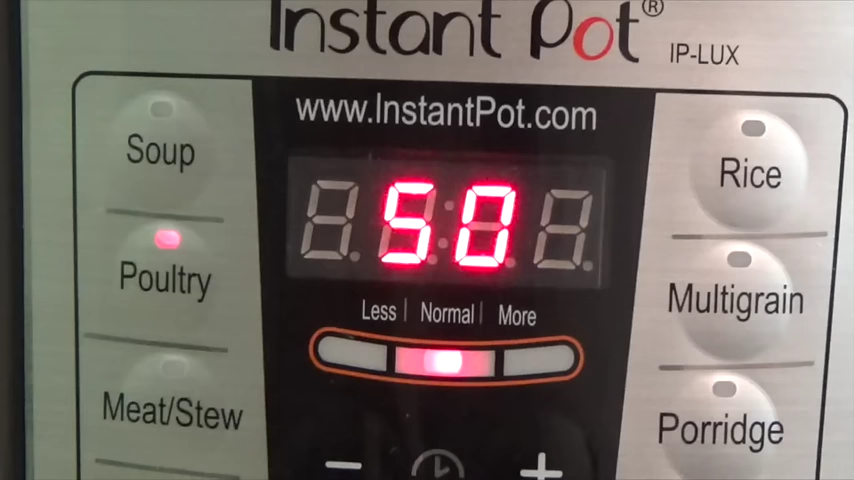 Instant Pot®
IP-LUX
www.InstantPot.com
Soup
Poultry
Meat/Stew
50
Less | Normal | More
− +
Rice
Multigrain
Porridge